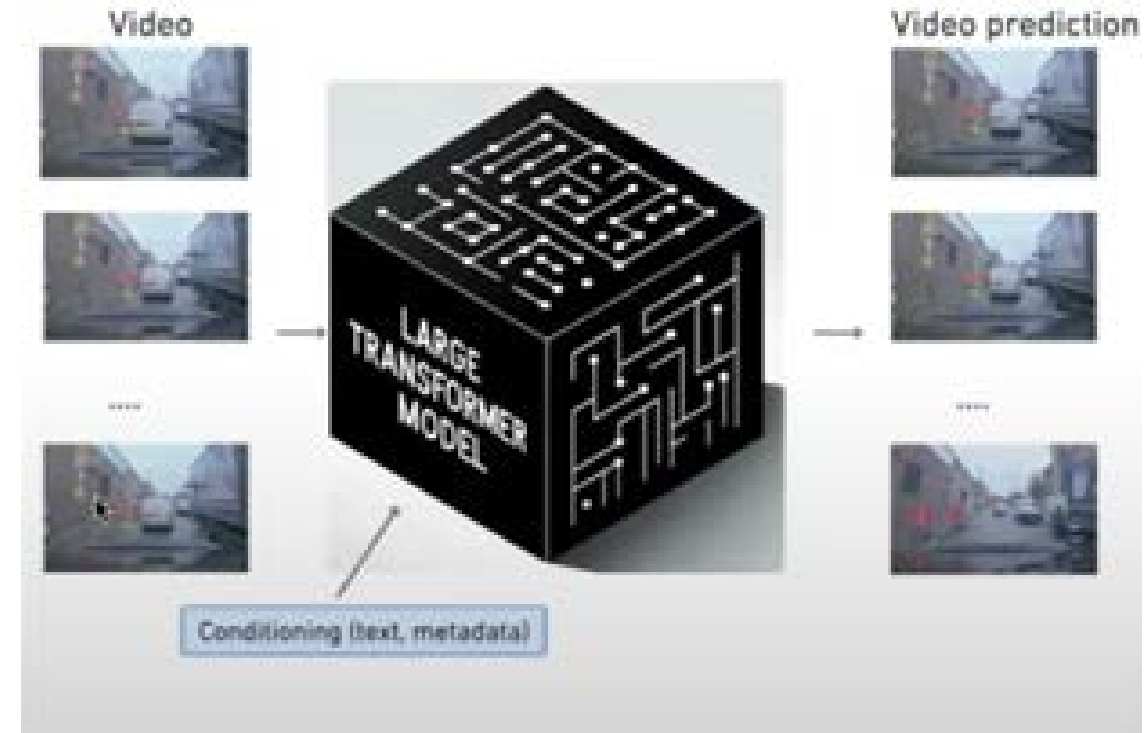 Video
Video prediction
LARGE
TRANSFORMER
MODEL
....
....
Conditioning (text, metadata)